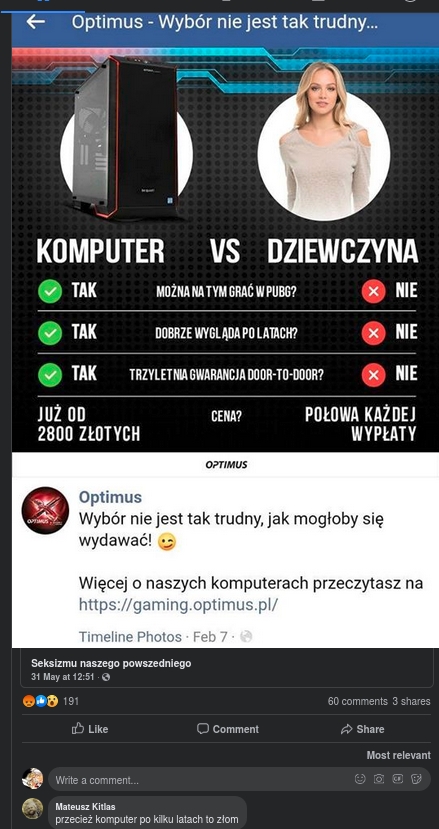 Optimus - Wybór nie jest tak trudny...
KOMPUTER VS DZIEWCZYNA
TAK MOŻNA NA TYM GRAĆ W PUBG? NIE
TAK DOBRZE WYGLĄDA PO LATACH? NIE
TAK TRZYLETNIA GWARANCJA DOOR-TO-DOOR? NIE
JUŻ OD CENA? POŁOWA KAŻDEJ
2800 ZŁOTYCH WYPŁATY
OPTIMUS
Optimus
Wybór nie jest tak trudny, jak mogłoby się
wydawać! 😉
Więcej o naszych komputerach przeczytasz na
https://gaming.optimus.pl/
Timeline Photos · Feb 7 ·
Seksizmu naszego powszedniego
31 May at 12:51 ·
191 60 comments 3 shares
Like Comment Share
Most relevant
Write a comment...
Mateusz Kitlas
przecież komputer po kilku latach to złom